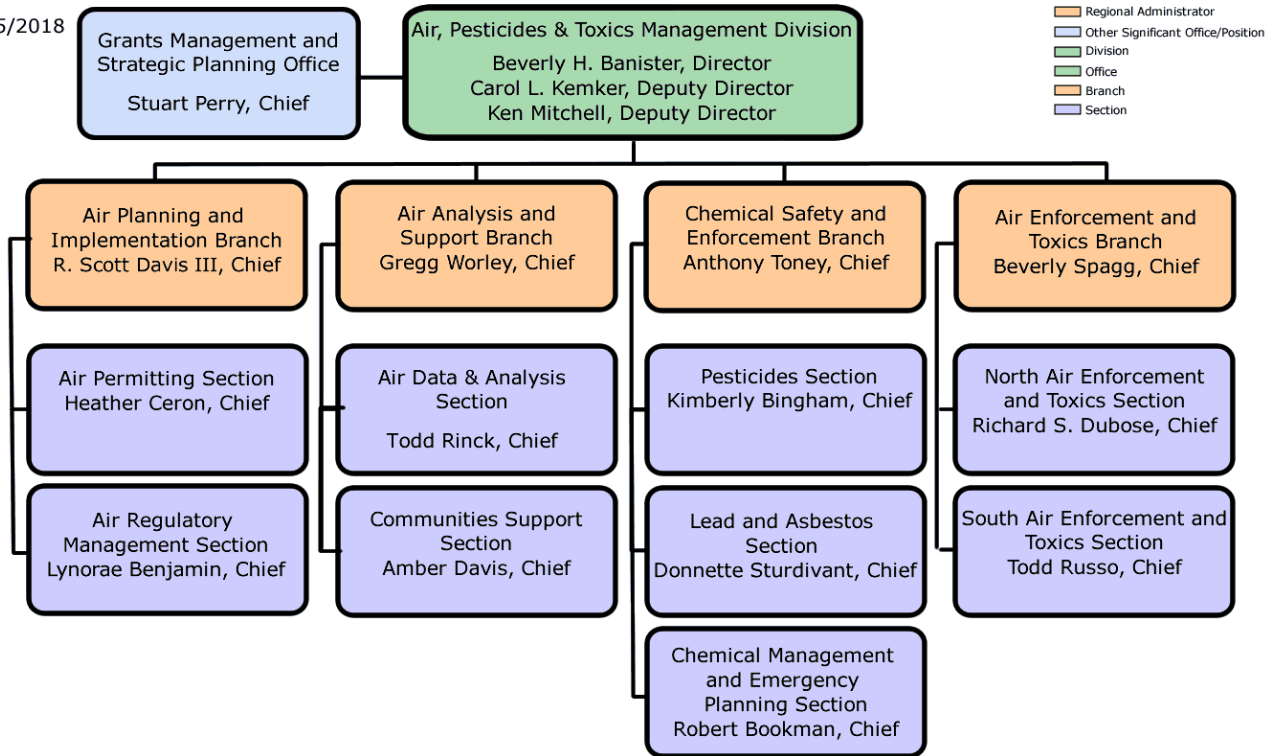 5/2018
Grants Management and
Strategic Planning Office
Stuart Perry, Chief
Air, Pesticides & Toxics Management Division
Beverly H. Banister, Director
Carol L. Kemker, Deputy Director
Ken Mitchell, Deputy Director
Regional Administrator
Other Significant Office/Position
Division
Office
Branch
Section
Air Planning and
Implementation Branch
R. Scott Davis III, Chief
Air Analysis and
Support Branch
Gregg Worley, Chief
Chemical Safety and
Enforcement Branch
Anthony Toney, Chief
Air Enforcement and
Toxics Branch
Beverly Spagg, Chief
Air Permitting Section
Heather Ceron, Chief
Air Data & Analysis
Section
Todd Rinck, Chief
Pesticides Section
Kimberly Bingham, Chief
North Air Enforcement
and Toxics Section
Richard S. Dubose, Chief
Air Regulatory
Management Section
Lynorae Benjamin, Chief
Communities Support
Section
Amber Davis, Chief
Lead and Asbestos
Section
Donnette Sturdivant, Chief
South Air Enforcement and
Toxics Section
Todd Russo, Chief
Chemical Management
and Emergency
Planning Section
Robert Bookman, Chief